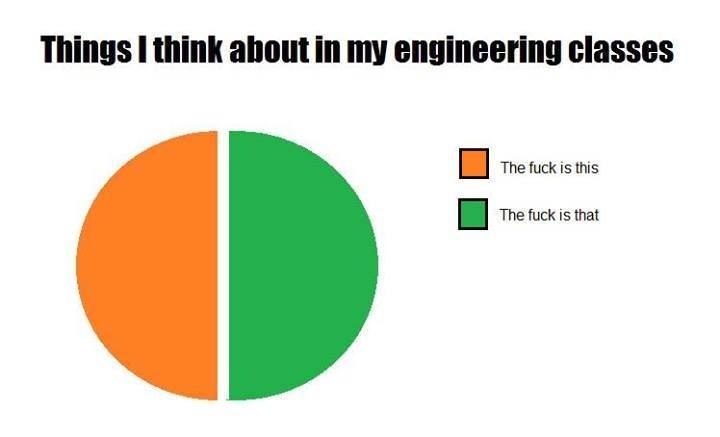 Things I think about in my engineering classes
The fuck is this
The fuck is that